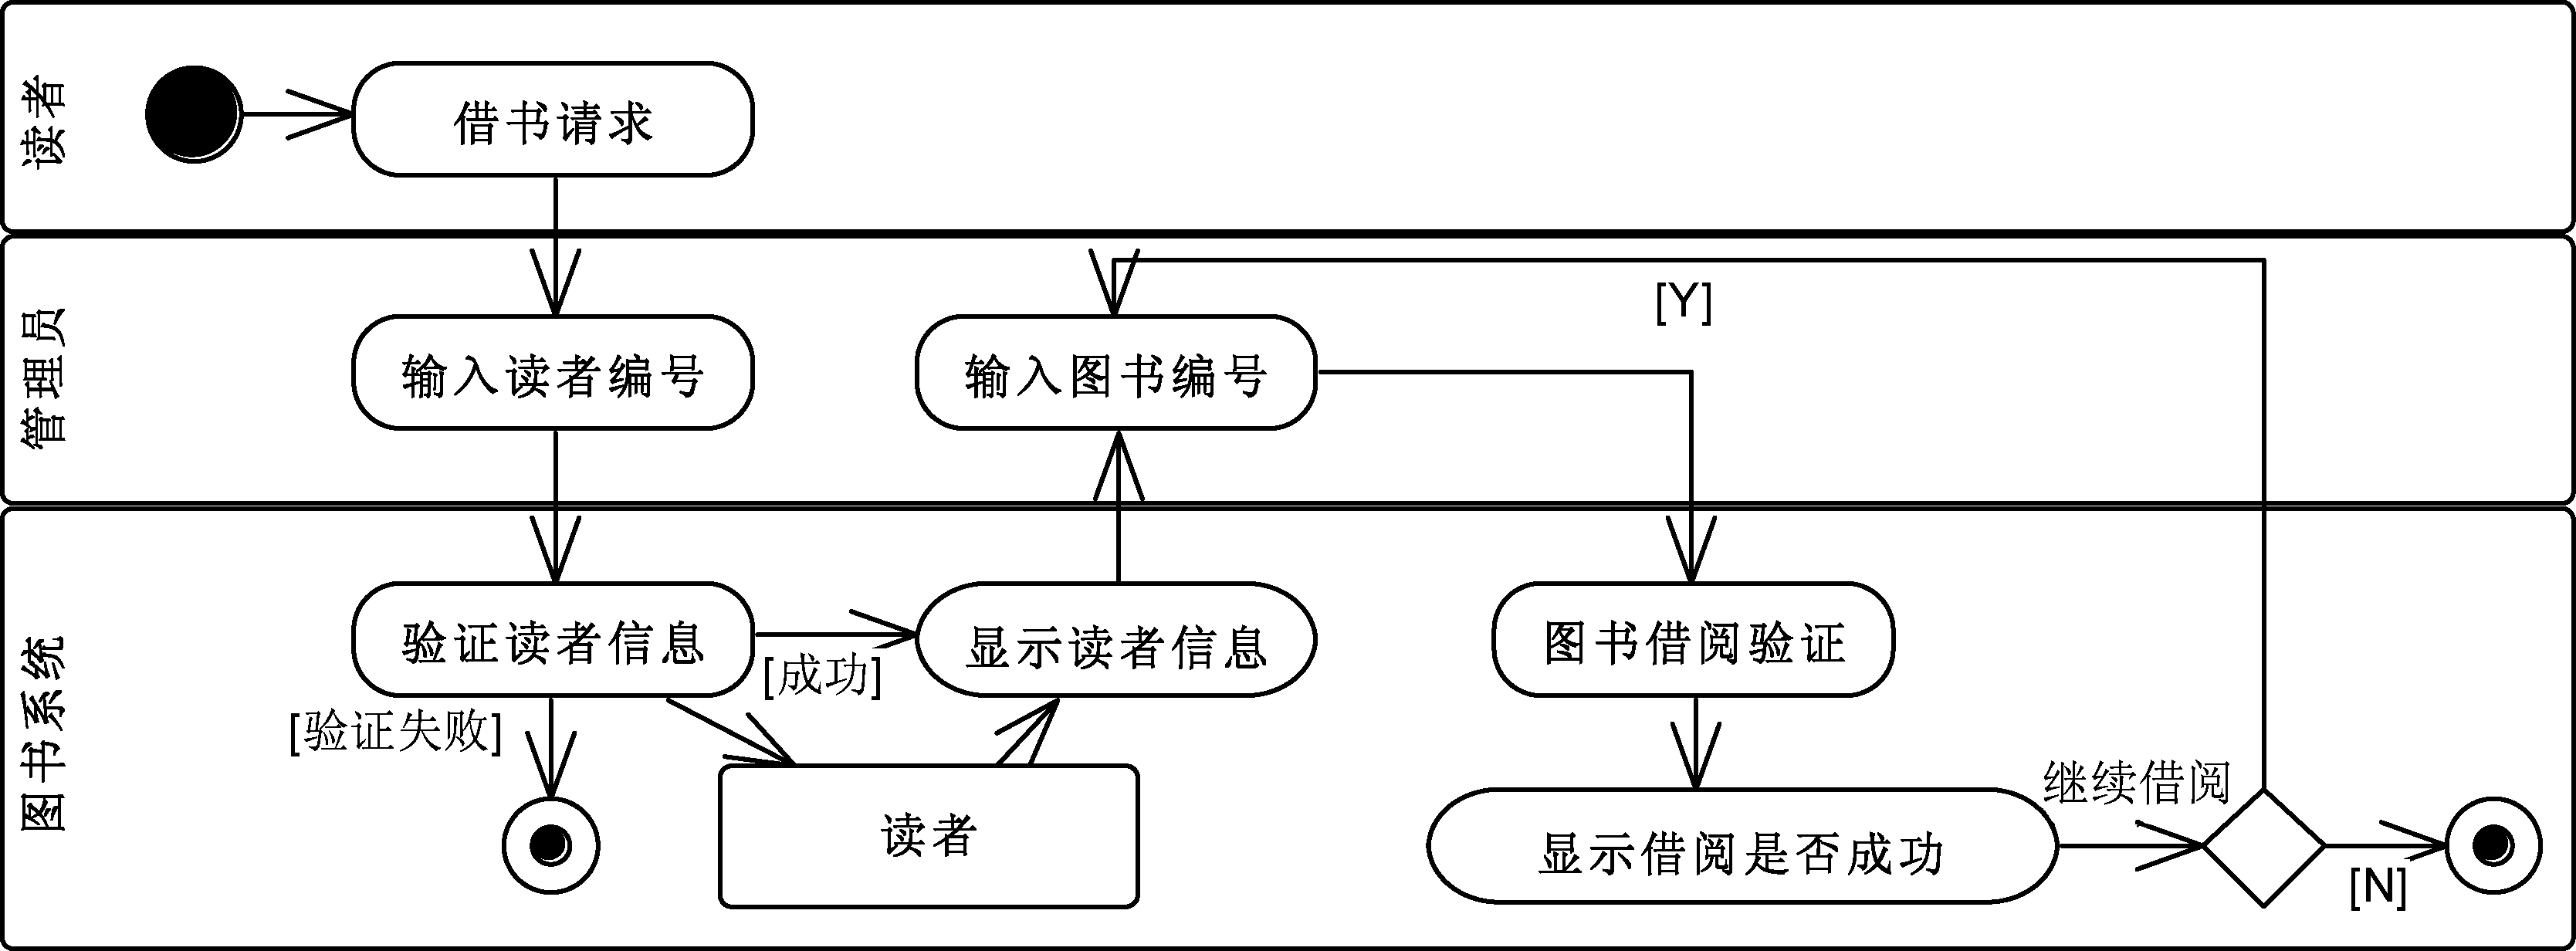 读者
借书请求
管理员
输入读者编号
输入图书编号
[Y]
图书系统
验证读者信息
[成功]
显示读者信息
图书借阅验证
[验证失败]
读者
显示借阅是否成功
继续借阅
[N]